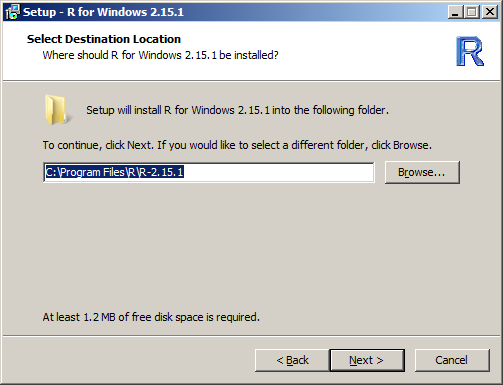 Setup - R for Windows 2.15.1
Select Destination Location
Where should R for Windows 2.15.1 be installed?
R
Setup will install R for Windows 2.15.1 into the following folder.
To continue, click Next. If you would like to select a different folder, click Browse.
C:\Program Files\R\R-2.15.1
Browse...
At least 1.2 MB of free disk space is required.
< Back
Next >
Cancel